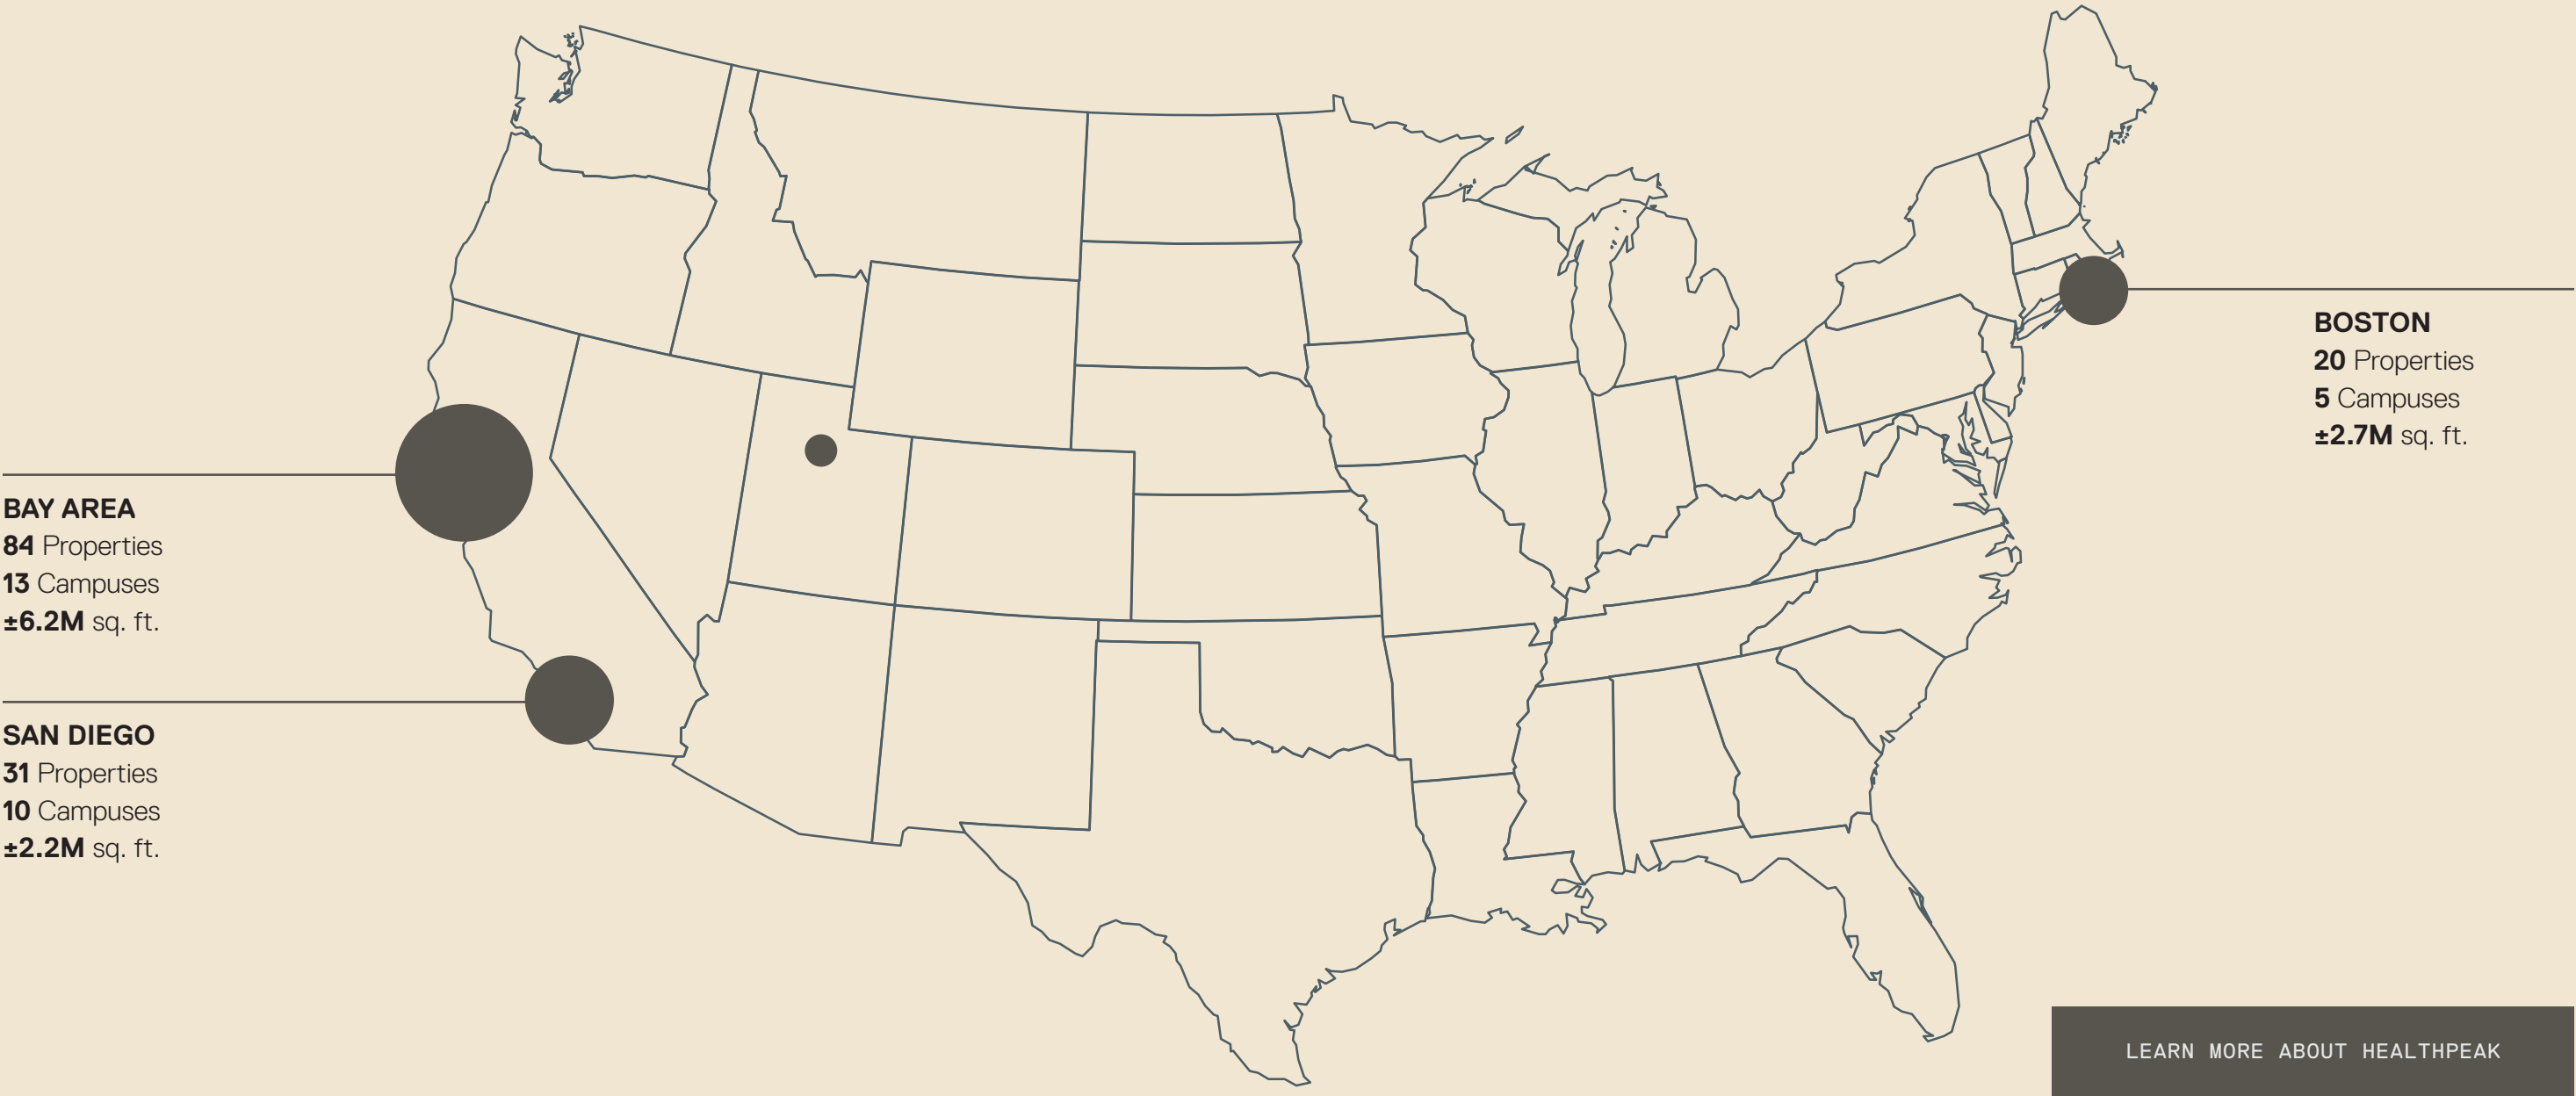 BAY AREA
84 Properties
13 Campuses
±6.2M sq. ft.
SAN DIEGO
31 Properties
10 Campuses
±2.2M sq. ft.
BOSTON
20 Properties
5 Campuses
±2.7M sq. ft.
LEARN MORE ABOUT HEALTHPEAK